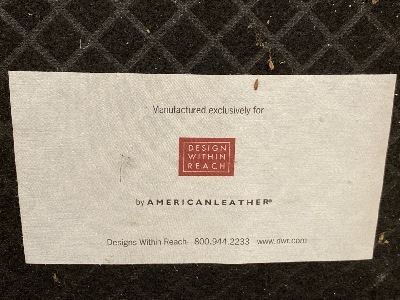 Manufactured exclusively for
DESIGN
WITHIN
REACH
by AMERICANLEATHER®
Designs Within Reach 800.944.2233 www.dwr.com